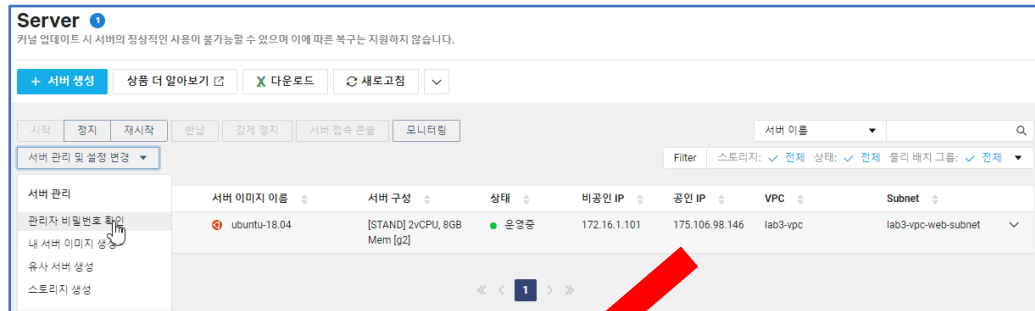 Server 1
커널 업데이트 시 서버의 정상적인 사용이 불가능할 수 있으며 이에 따른 복구는 지원하지 않습니다.
+ 서버 생성 상품 더 알아보기 다운로드 새로고침
시작 정지 재시작 반납 강제 정지 서버 접속 콘솔 모니터링 서버 이름
서버 관리 및 설정 변경 Filter 스토리지: 전체 상태: 전체 물리 배치 그룹: 전체
서버 관리 서버 이미지 이름 서버 구성 상태 비공인 IP 공인 IP VPC Subnet
관리자 비밀번호 확인 ubuntu-18.04 [STAND] 2vCPU, 8GB Mem [g2] 운영중 172.16.1.101 175.106.98.146 lab3-vpc lab3-vpc-web-subnet
내 서버 이미지 생성
유사 서버 생성
스토리지 생성 1